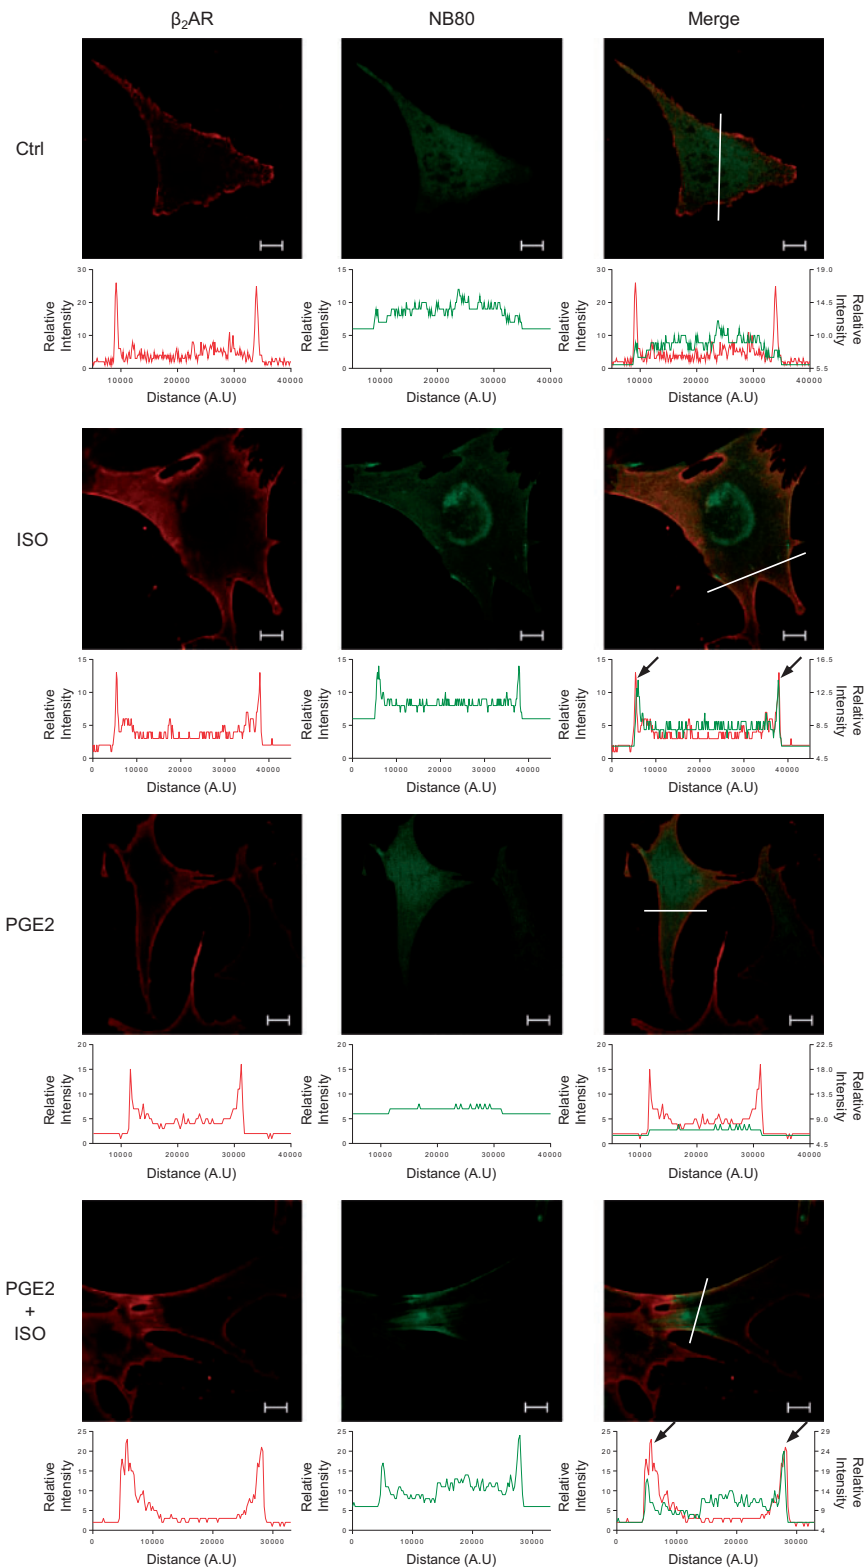 β₂AR NB80 Merge
Ctrl
30
20
10
0
Relative
Intensity
10000 20000 30000 40000
Distance (A.U)
15
10
5
0
Relative
Intensity
10000 20000 30000 40000
Distance (A.U)
30
20
10
0
Relative
Intensity
19.0
14.5
10.0
5.5
Relative
Intensity
10000 20000 30000 40000
Distance (A.U)
ISO
15
10
5
0
Relative
Intensity
0 10000 20000 30000 40000
Distance (A.U)
15
10
5
0
Relative
Intensity
0 10000 20000 30000 40000
Distance (A.U)
15
10
5
0
Relative
Intensity
16.5
12.5
8.5
4.5
Relative
Intensity
0 10000 20000 30000 40000
Distance (A.U)
PGE2
20
15
10
5
0
Relative
Intensity
10000 20000 30000 40000
Distance (A.U)
20
15
10
5
0
Relative
Intensity
10000 20000 30000 40000
Distance (A.U)
20
15
10
5
0
Relative
Intensity
22.5
18.0
13.5
9.0
4.5
Relative
Intensity
10000 20000 30000 40000
Distance (A.U)
PGE2
+
ISO
25
20
15
10
5
0
Relative
Intensity
0 10000 20000 30000
Distance (A.U)
25
20
15
10
5
0
Relative
Intensity
0 10000 20000 30000
Distance (A.U)
25
20
15
10
5
0
Relative
Intensity
29
24
19
14
9
4
Relative
Intensity
0 10000 20000 30000
Distance (A.U)